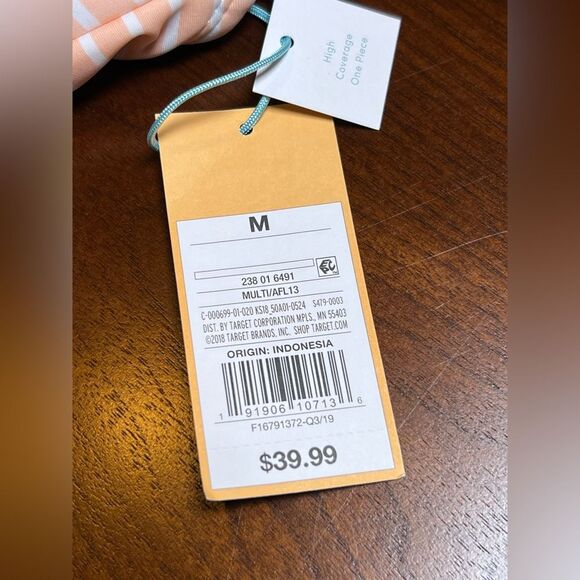 High
Coverage
One Piece
M
238 01 6491
MULTI/AFL13
C-000699-01-020 KS18_50A01-0524 S479-0003
DIST. BY TARGET CORPORATION MPLS., MN 55403
©2018 TARGET BRANDS, INC. SHOP TARGET.COM
ORIGIN: INDONESIA
1 91906 10713 6
F16791372-Q3/19
$39.99